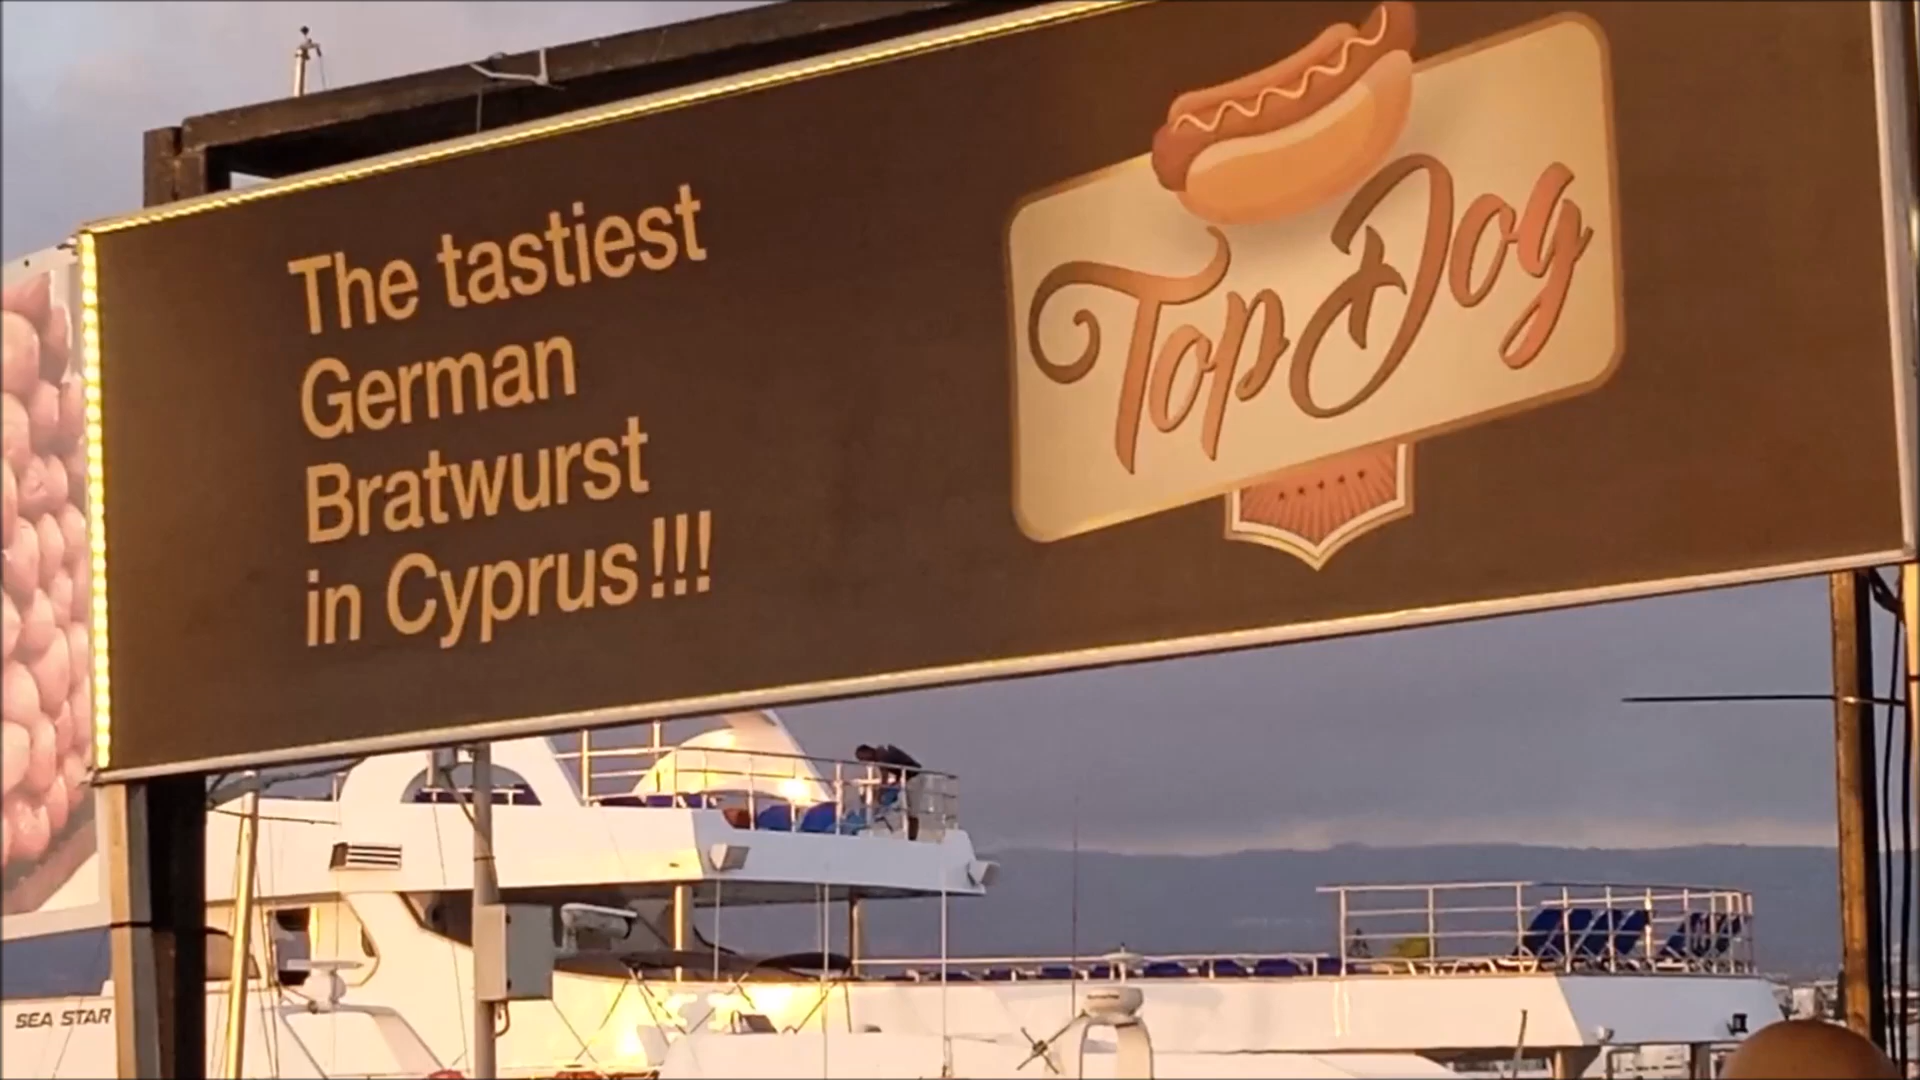 The tastiest
German
Bratwurst
in Cyprus!!!
Top Dog
SEA STAR